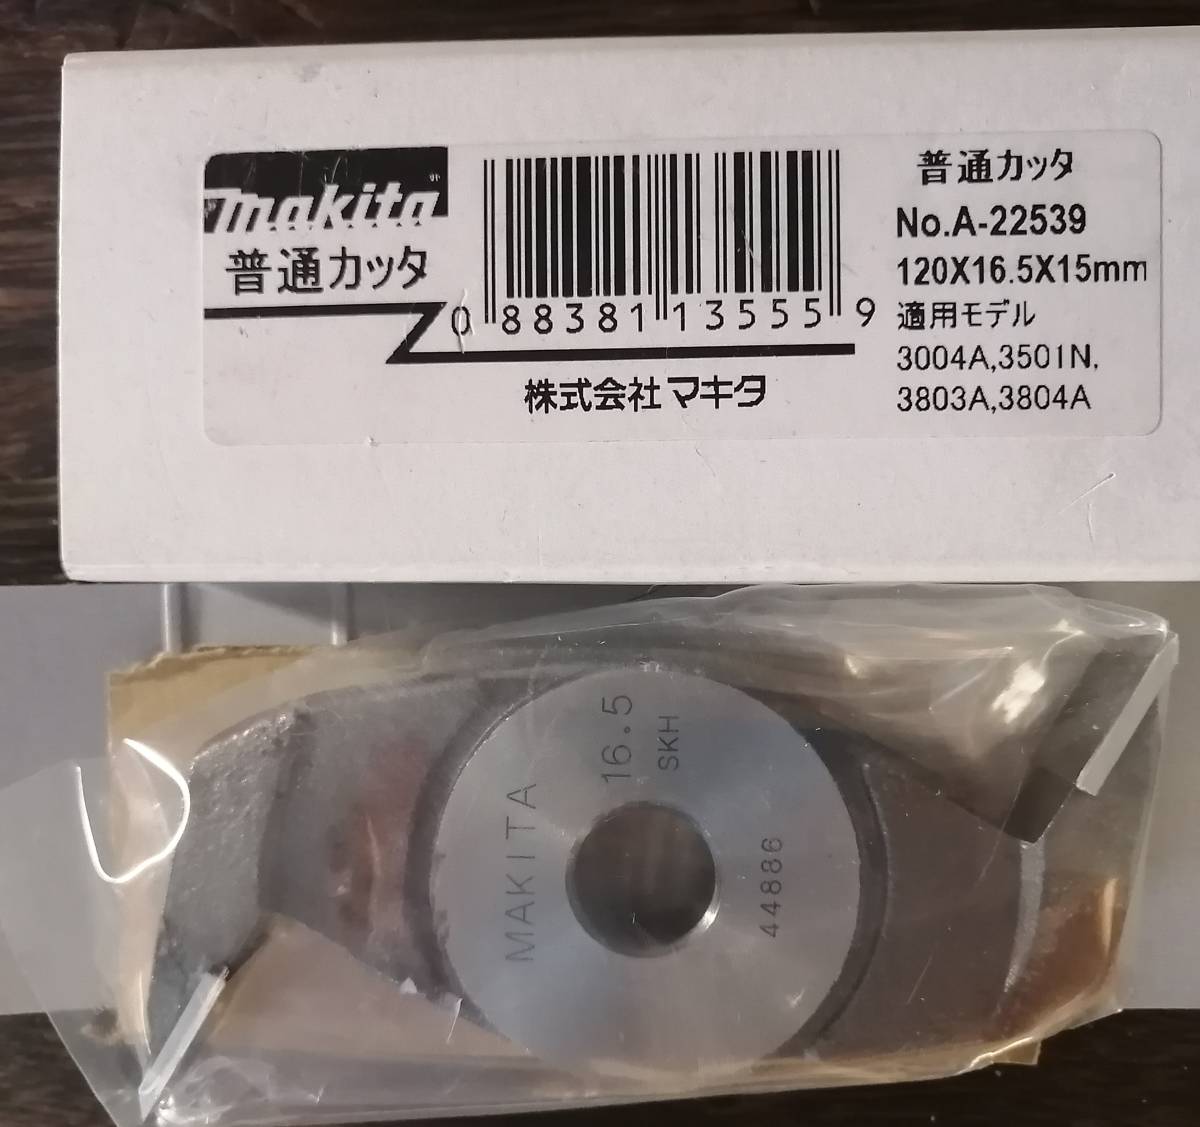 makita
普通カッタ
0 88381 13555 9
株式会社マキタ
普通カッタ
No.A-22539
120X16.5X15mm
適用モデル
3004A,3501N,
3803A,3804A
MAKITA
16.5
SKH
44886